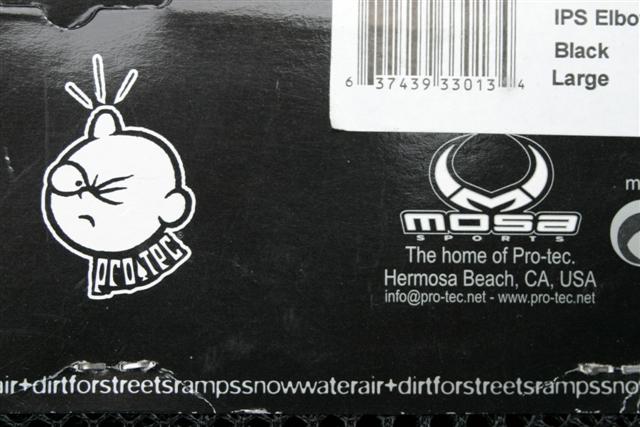 IPS Elbo
Black
Large
6 37439 33013 4
pro tec
mosa
SPORTS
The home of Pro-tec.
Hermosa Beach, CA, USA
info@pro-tec.net - www.pro-tec.net
m
air+dirtforstreetsrampssnowwaterair+dirtforstreetsrampssnow